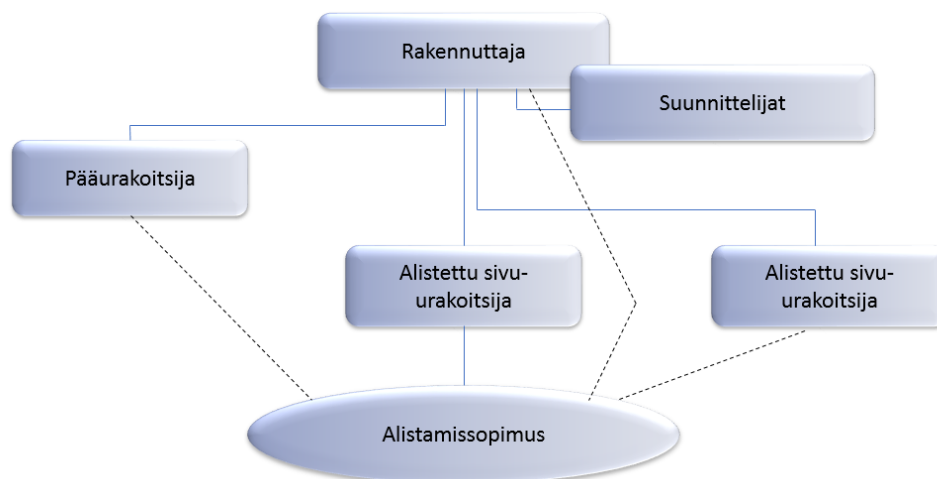 Rakennuttaja
Suunnittelijat
Pääurakoitsija
Alistettu sivu-
urakoitsija
Alistettu sivu-
urakoitsija
Alistamissopimus